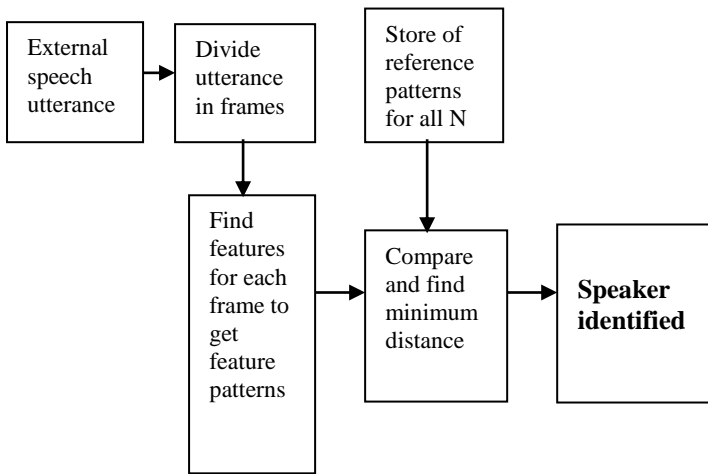 External
speech
utterance
Divide
utterance
in frames
Store of
reference
patterns
for all N
Find
features
for each
frame to
get
feature
patterns
Compare
and find
minimum
distance
Speaker
identified